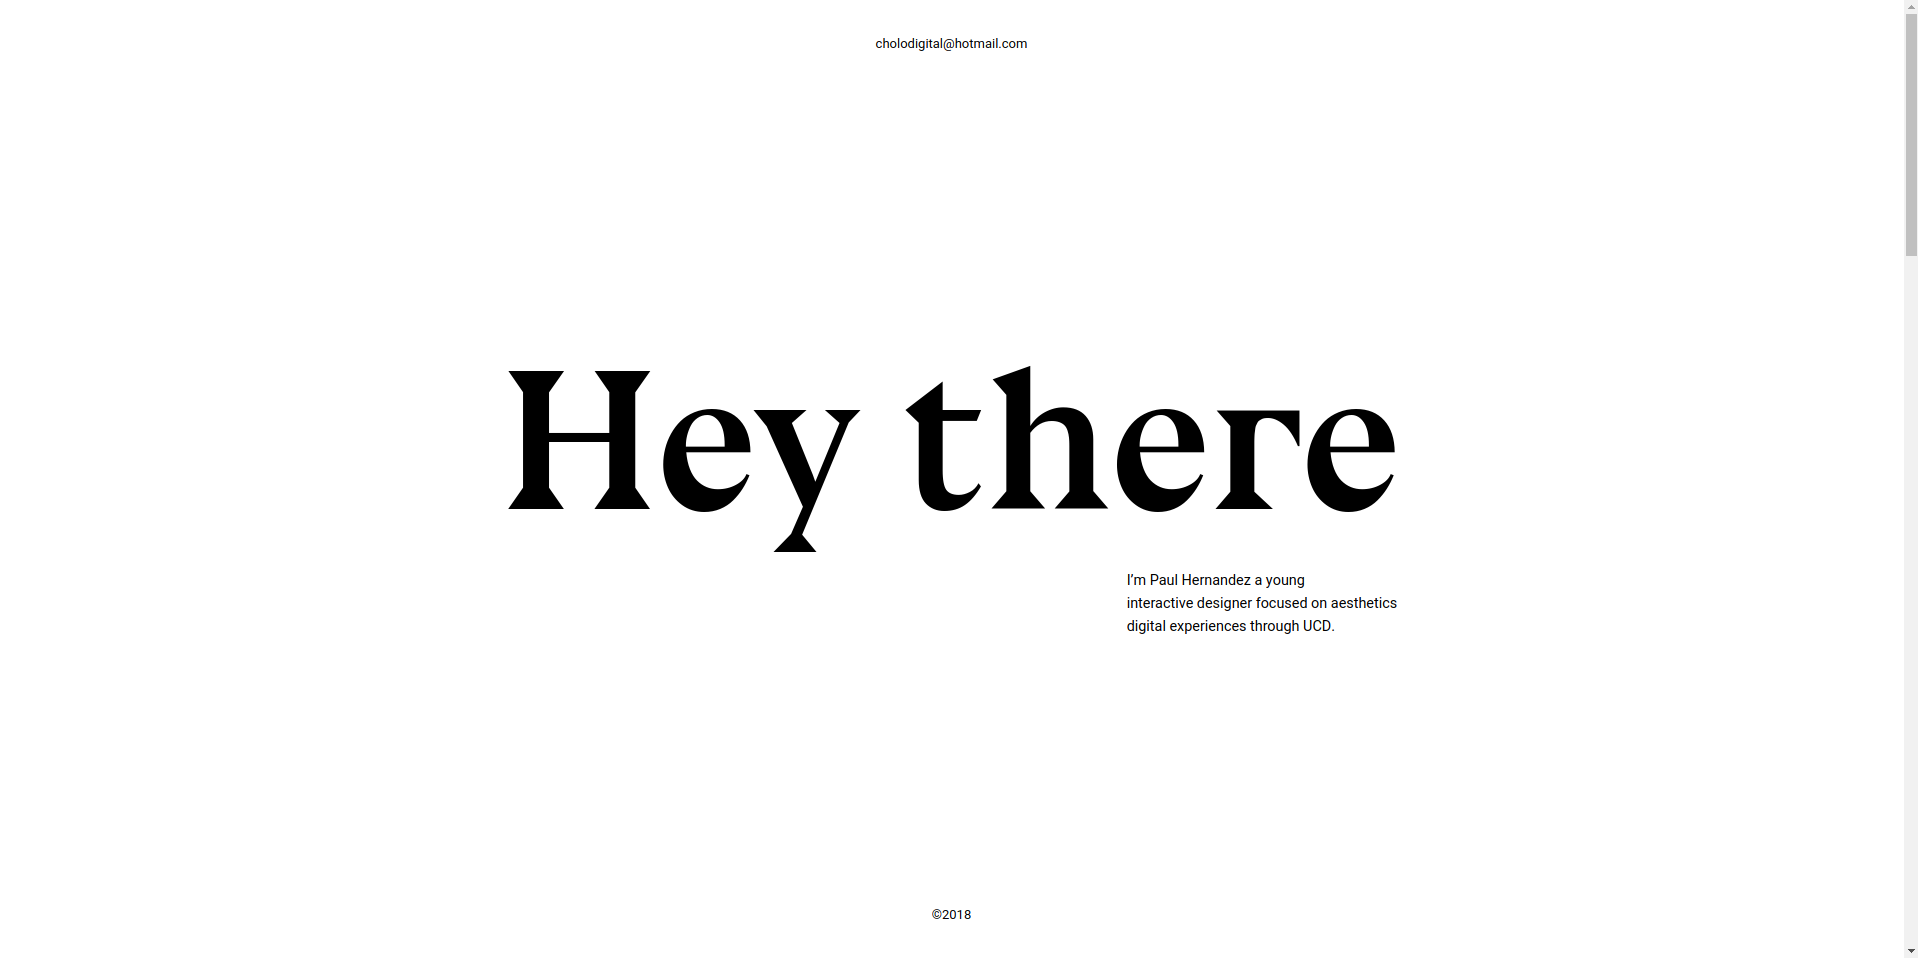 cholodigital@hotmail.com
Hey there
I’m Paul Hernandez a young
interactive designer focused on aesthetics
digital experiences through UCD.
©2018